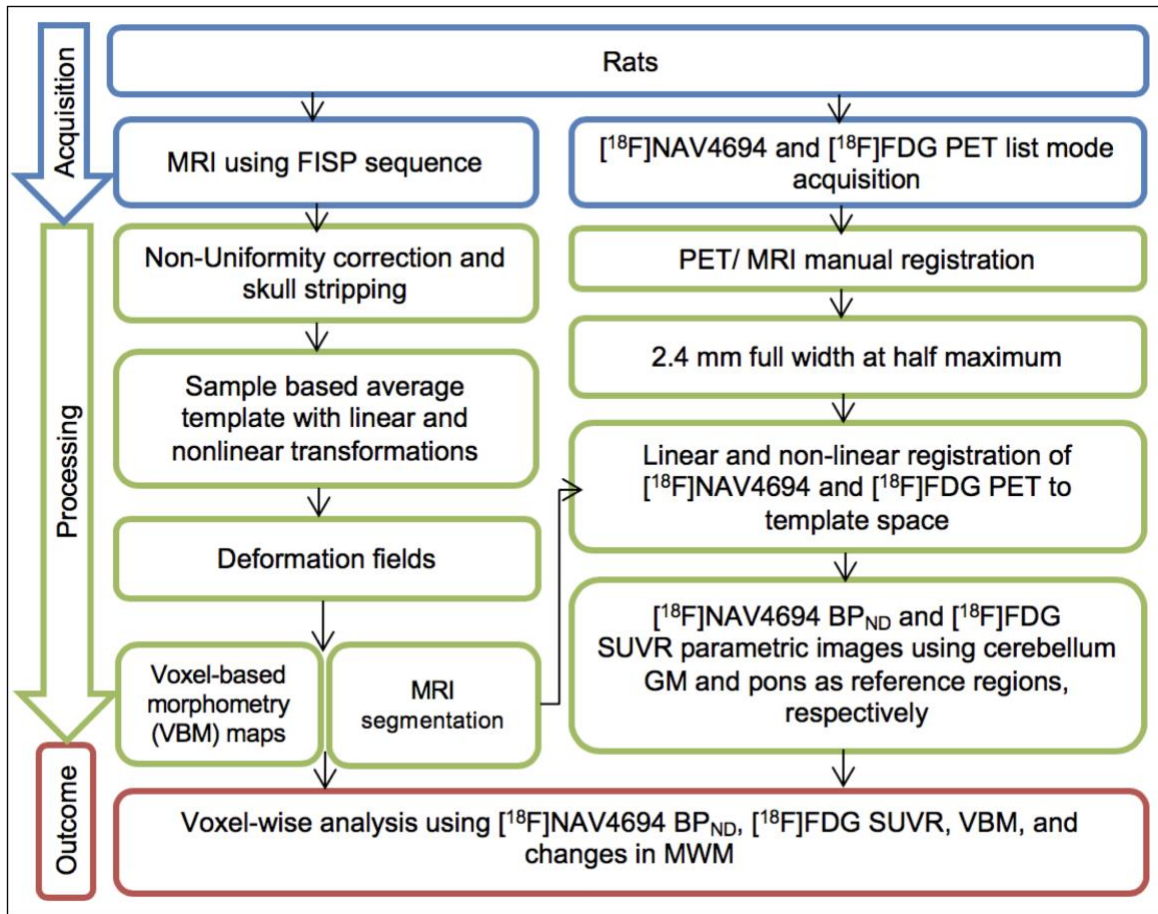 Acquisition
Rats
MRI using FISP sequence
[¹⁸F]NAV4694 and [¹⁸F]FDG PET list mode
acquisition
Processing
Non-Uniformity correction and
skull stripping
Sample based average
template with linear and
nonlinear transformations
Deformation fields
Voxel-based
morphometry
(VBM) maps
MRI
segmentation
PET/ MRI manual registration
2.4 mm full width at half maximum
Linear and non-linear registration of
[¹⁸F]NAV4694 and [¹⁸F]FDG PET to
template space
[¹⁸F]NAV4694 BP_ND and [¹⁸F]FDG
SUVR parametric images using cerebellum
GM and pons as reference regions,
respectively
Outcome
Voxel-wise analysis using [¹⁸F]NAV4694 BP_ND, [¹⁸F]FDG SUVR, VBM, and
changes in MWM